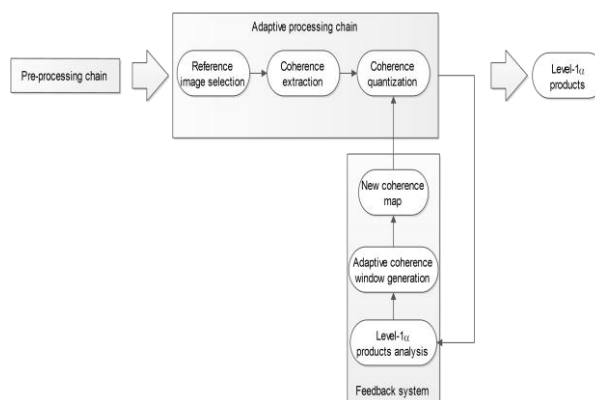 Adaptive processing chain
Pre-processing chain
Reference
image selection
Coherence
extraction
Coherence
quantization
Level-1α
products
New coherence
map
Adaptive coherence
window generation
Level-1α
products analysis
Feedback system